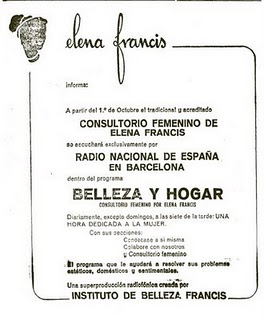 elena francis
informa:
A partir del 1.º de Octubre el tradicional y acreditado
CONSULTORIO FEMENINO DE
ELENA FRANCIS
se escuchará exclusivamente por
RADIO NACIONAL DE ESPAÑA
EN BARCELONA
dentro del programa
BELLEZA Y HOGAR
CONSULTORIO FEMENINO POR ELENA FRANCIS
Diariamente, excepto domingos, a las siete de la tarde: UNA
HORA DEDICADA A LA MUJER.
Con sus secciones:
Conózcase a sí misma
Colabore con nosotros
y Consultorio femenino
El programa que le ayudará a resolver sus problemas
estéticos, domésticos y sentimentales.
Una superproducción radiofónica creada por
INSTITUTO DE BELLEZA FRANCIS